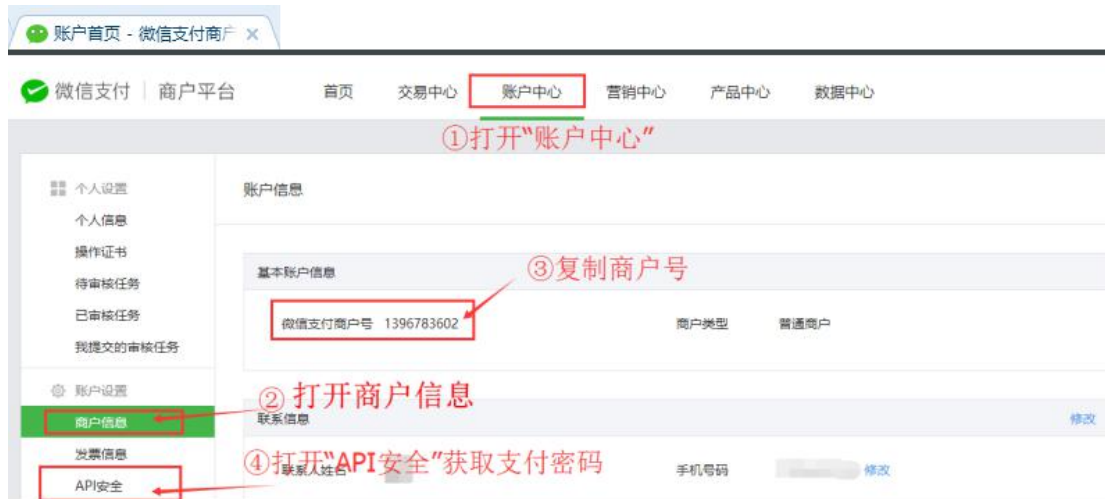 账户首页 - 微信支付商户 ×
微信支付 | 商户平台 首页 交易中心 账户中心 营销中心 产品中心 数据中心
①打开“账户中心”
个人设置
个人信息
操作证书
待审核任务
已审核任务
我提交的审核任务
账户设置
商户信息
发票信息
API安全
账户信息
基本账户信息
③复制商户号
微信支付商户号 1396783602 商户类型 普通商户
②打开商户信息
联系信息 修改
④打开“API安全”获取支付密码
联系人姓名 手机号码 修改